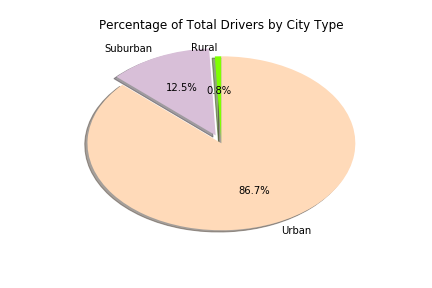 Percentage of Total Drivers by City Type
Suburban
Rural
12.5%
0.8%
86.7%
Urban